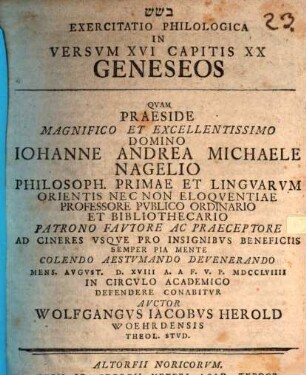 בשש
23.
EXERCITATIO PHILOLOGICA
IN
VERSVM XVI CAPITIS XX
GENESEOS
QVAM
PRAESIDE
MAGNIFICO ET EXCELLENTISSIMO
DOMINO
IOHANNE ANDREA MICHAELE
NAGELIO
PHILOSOPH. PRIMAE ET LINGVARVM
ORIENTIS NEC NON ELOQVENTIAE
PROFESSORE PVBLICO ORDINARIO
ET BIBLIOTHECARIO
PATRONO FAVTORE AC PRAECEPTORE
AD CINERES VSQVE PRO INSIGNIBVS BENEFICIIS
SEMPER PIA MENTE
COLENDO AESTVMANDO DEVENERANDO
MENS. AVGVST. D. XVIII A. A F. V. P. MDCCLVIIII
IN CIRCVLO ACADEMICO
DEFENDERE CONABITVR
AVCTOR
WOLFGANGVS IACOBVS HEROLD
WOEHRDENSIS
THEOL. STVD.
ALTORFII NORICORVM,